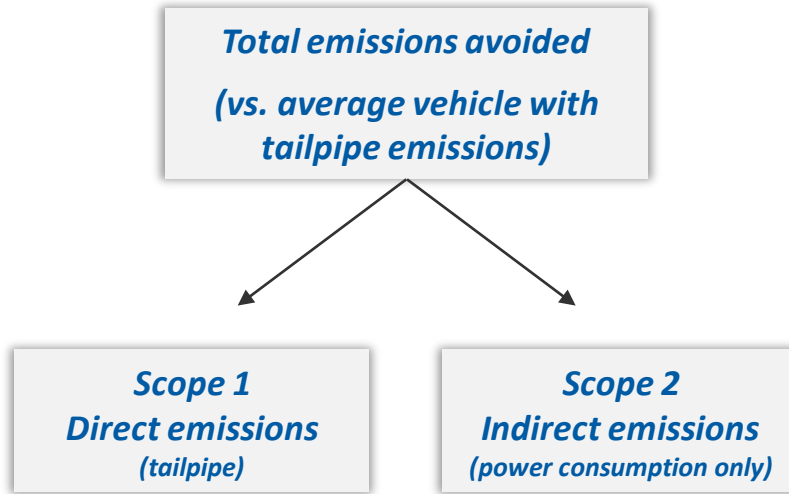 Total emissions avoided
(vs. average vehicle with
tailpipe emissions)
Scope 1
Direct emissions
(tailpipe)
Scope 2
Indirect emissions
(power consumption only)